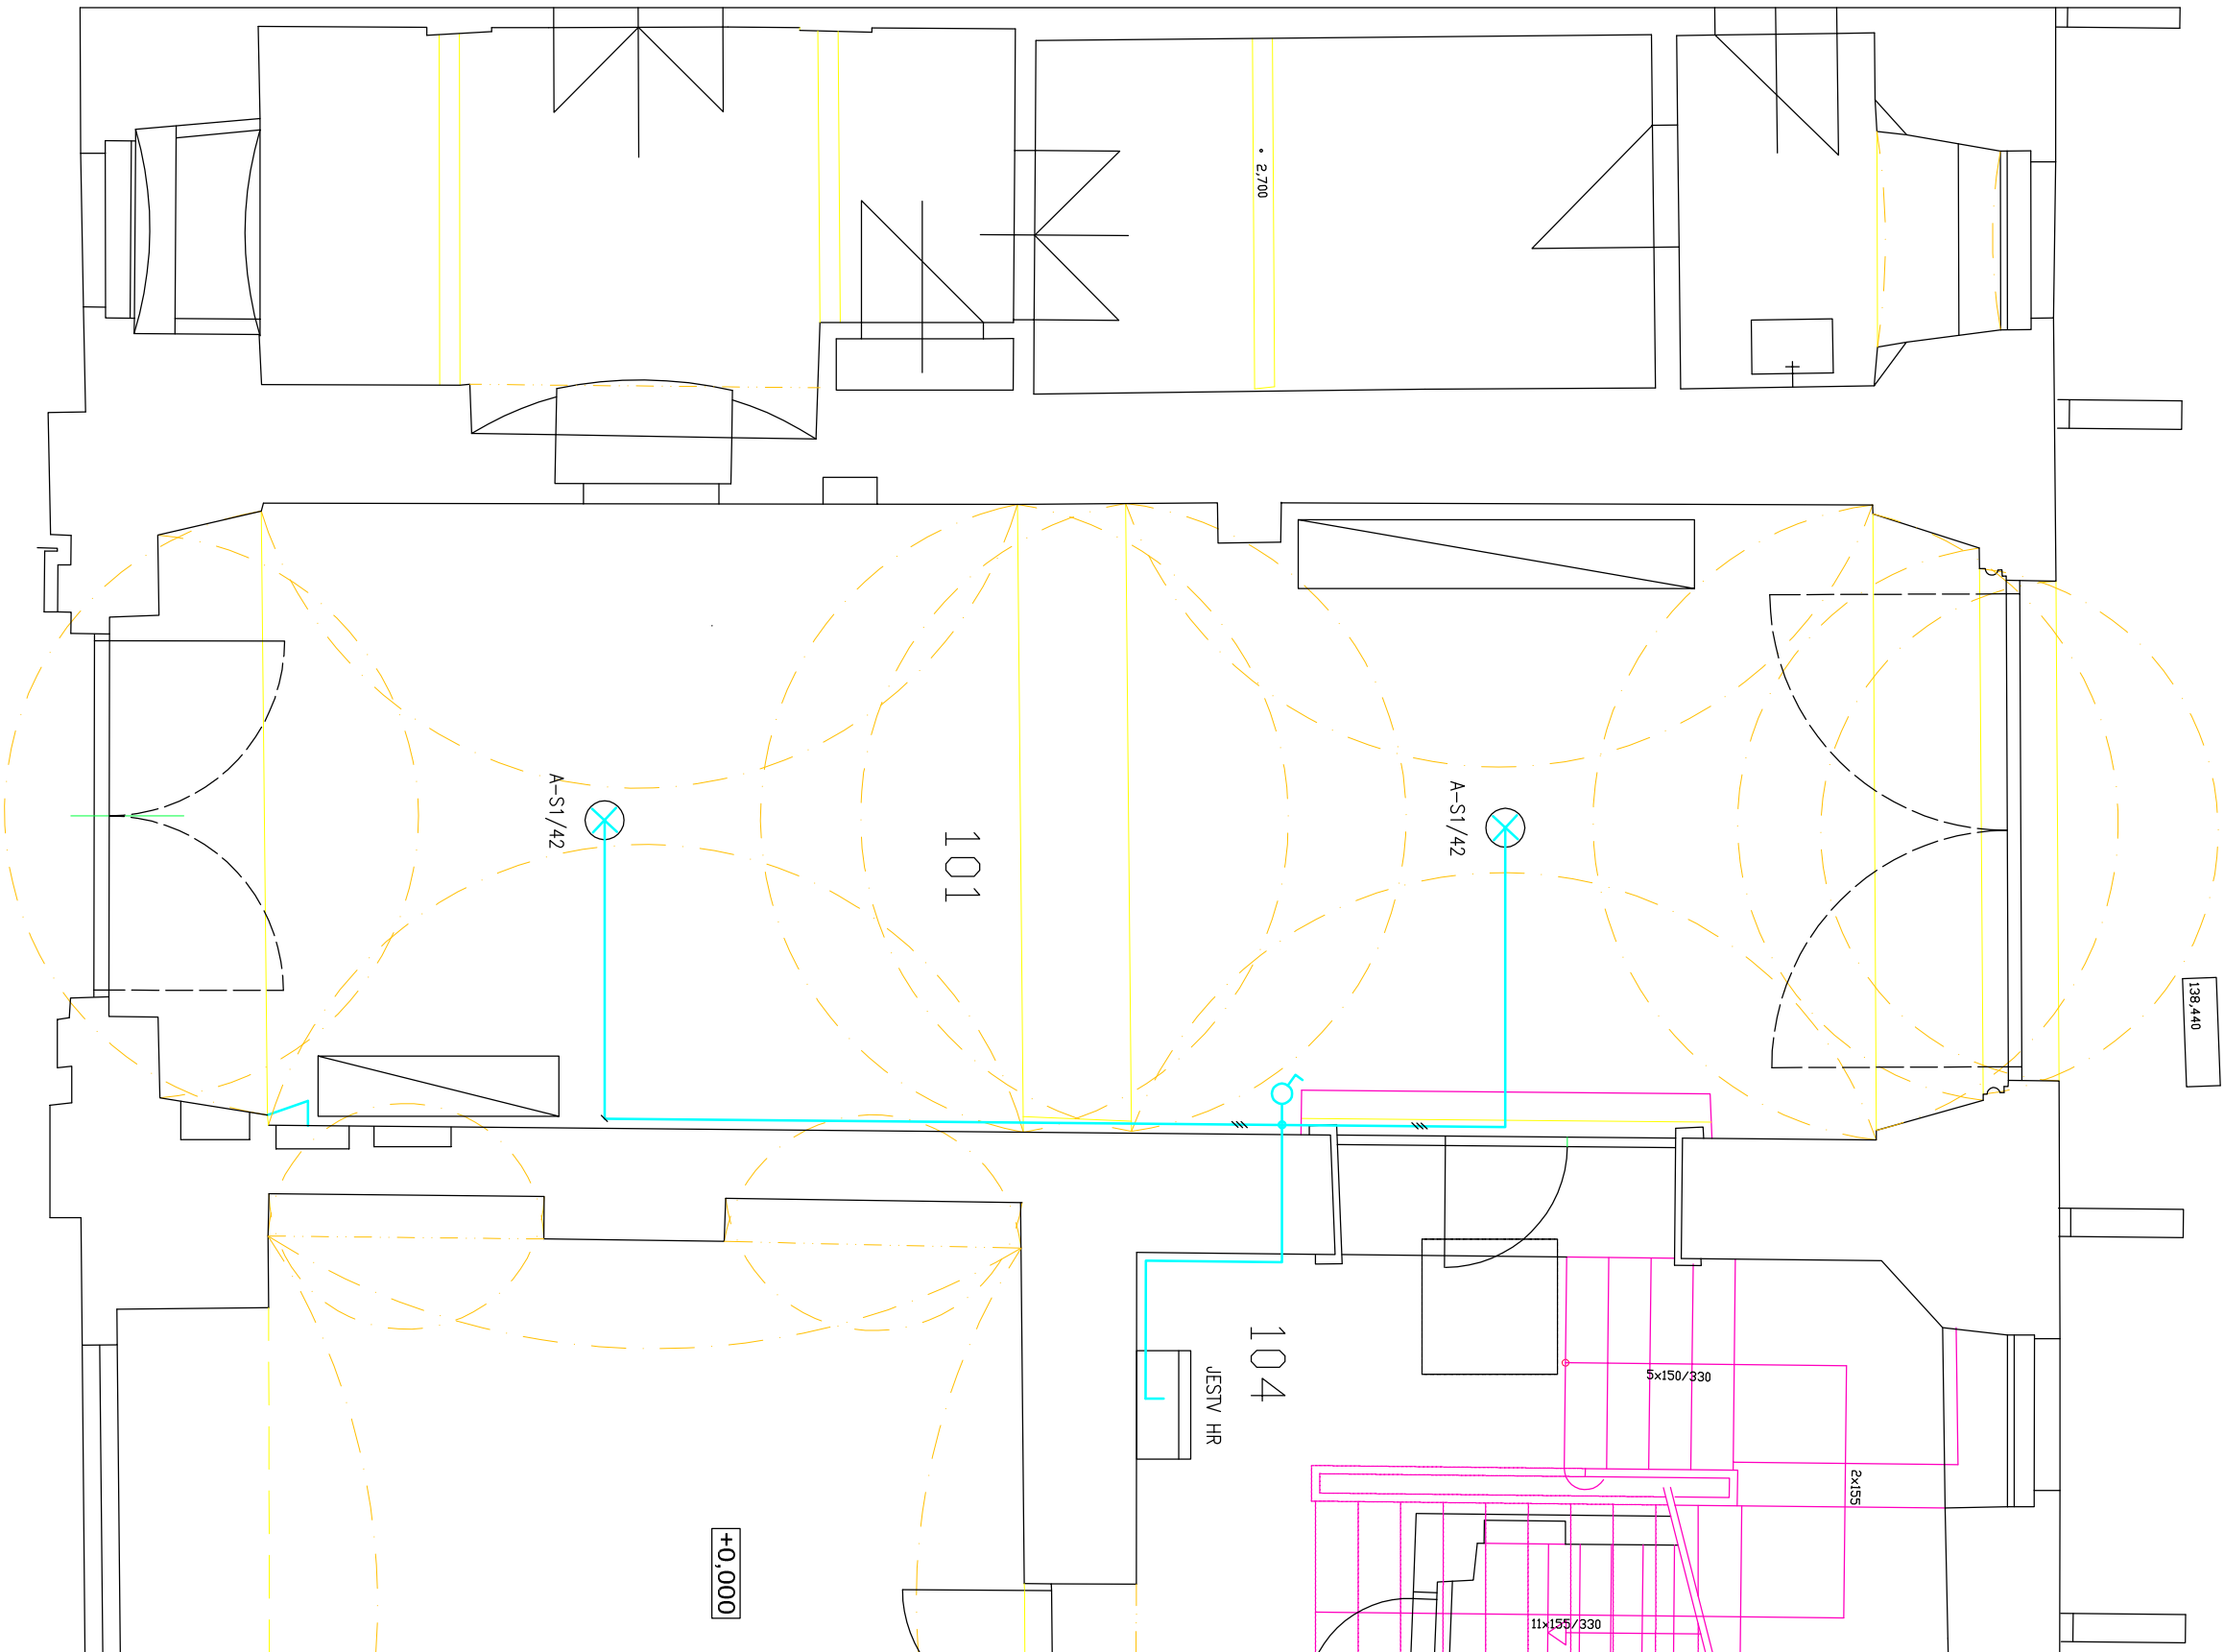 2,700
A-S1/42
101
A-S1/42
138,440
104
JESTV HR
5x150/330
2x155
+0,000
11x155/330